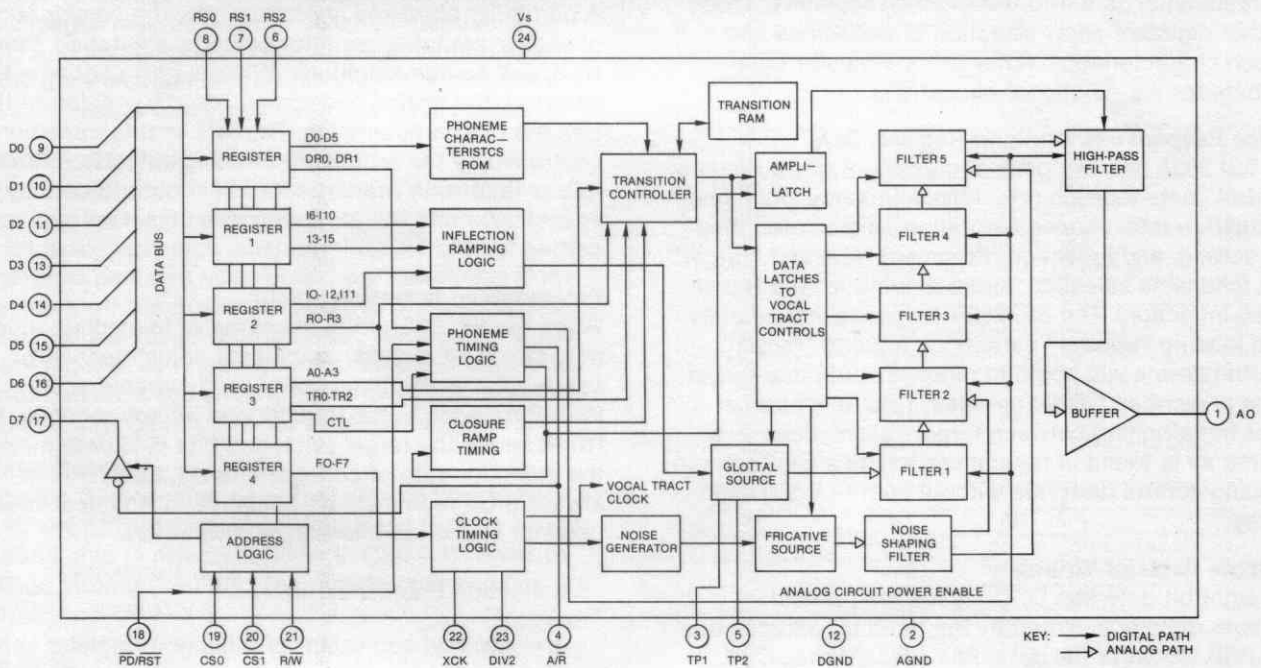 RS0 RS1 RS2 Vs
8 7 6 24
D0 9
D1 10
D2 11
D3 13
D4 14
D5 15
D6 16
D7 17
DATA BUS
REGISTER
0
REGISTER
1
REGISTER
2
REGISTER
3
REGISTER
4
ADDRESS
LOGIC
D0-D5
DR0, DR1
I6-I10
13-15
IO- I2,I11
RO-R3
A0-A3
TR0-TR2
CTL
FO-F7
PHONEME
CHARAC-
TERISTCS
ROM
INFLECTION
RAMPING
LOGIC
PHONEME
TIMING
LOGIC
CLOSURE
RAMP
TIMING
CLOCK
TIMING
LOGIC
TRANSITION
CONTROLLER
TRANSITION
RAM
AMPLI-
TUDE
LATCH
DATA
LATCHES
TO
VOCAL
TRACT
CONTROLS
VOCAL TRACT
CLOCK
GLOTTAL
SOURCE
NOISE
GENERATOR
FRICATIVE
SOURCE
NOISE
SHAPING
FILTER
FILTER 5
FILTER 4
FILTER 3
FILTER 2
FILTER 1
HIGH-PASS
FILTER
BUFFER
1 AO
ANALOG CIRCUIT POWER ENABLE
18 19 20 21 22 23 4 3 5 12 2
PD/RST CS0 CS1 R/W XCK DIV2 A/R TP1 TP2 DGND AGND
KEY: DIGITAL PATH
ANALOG PATH